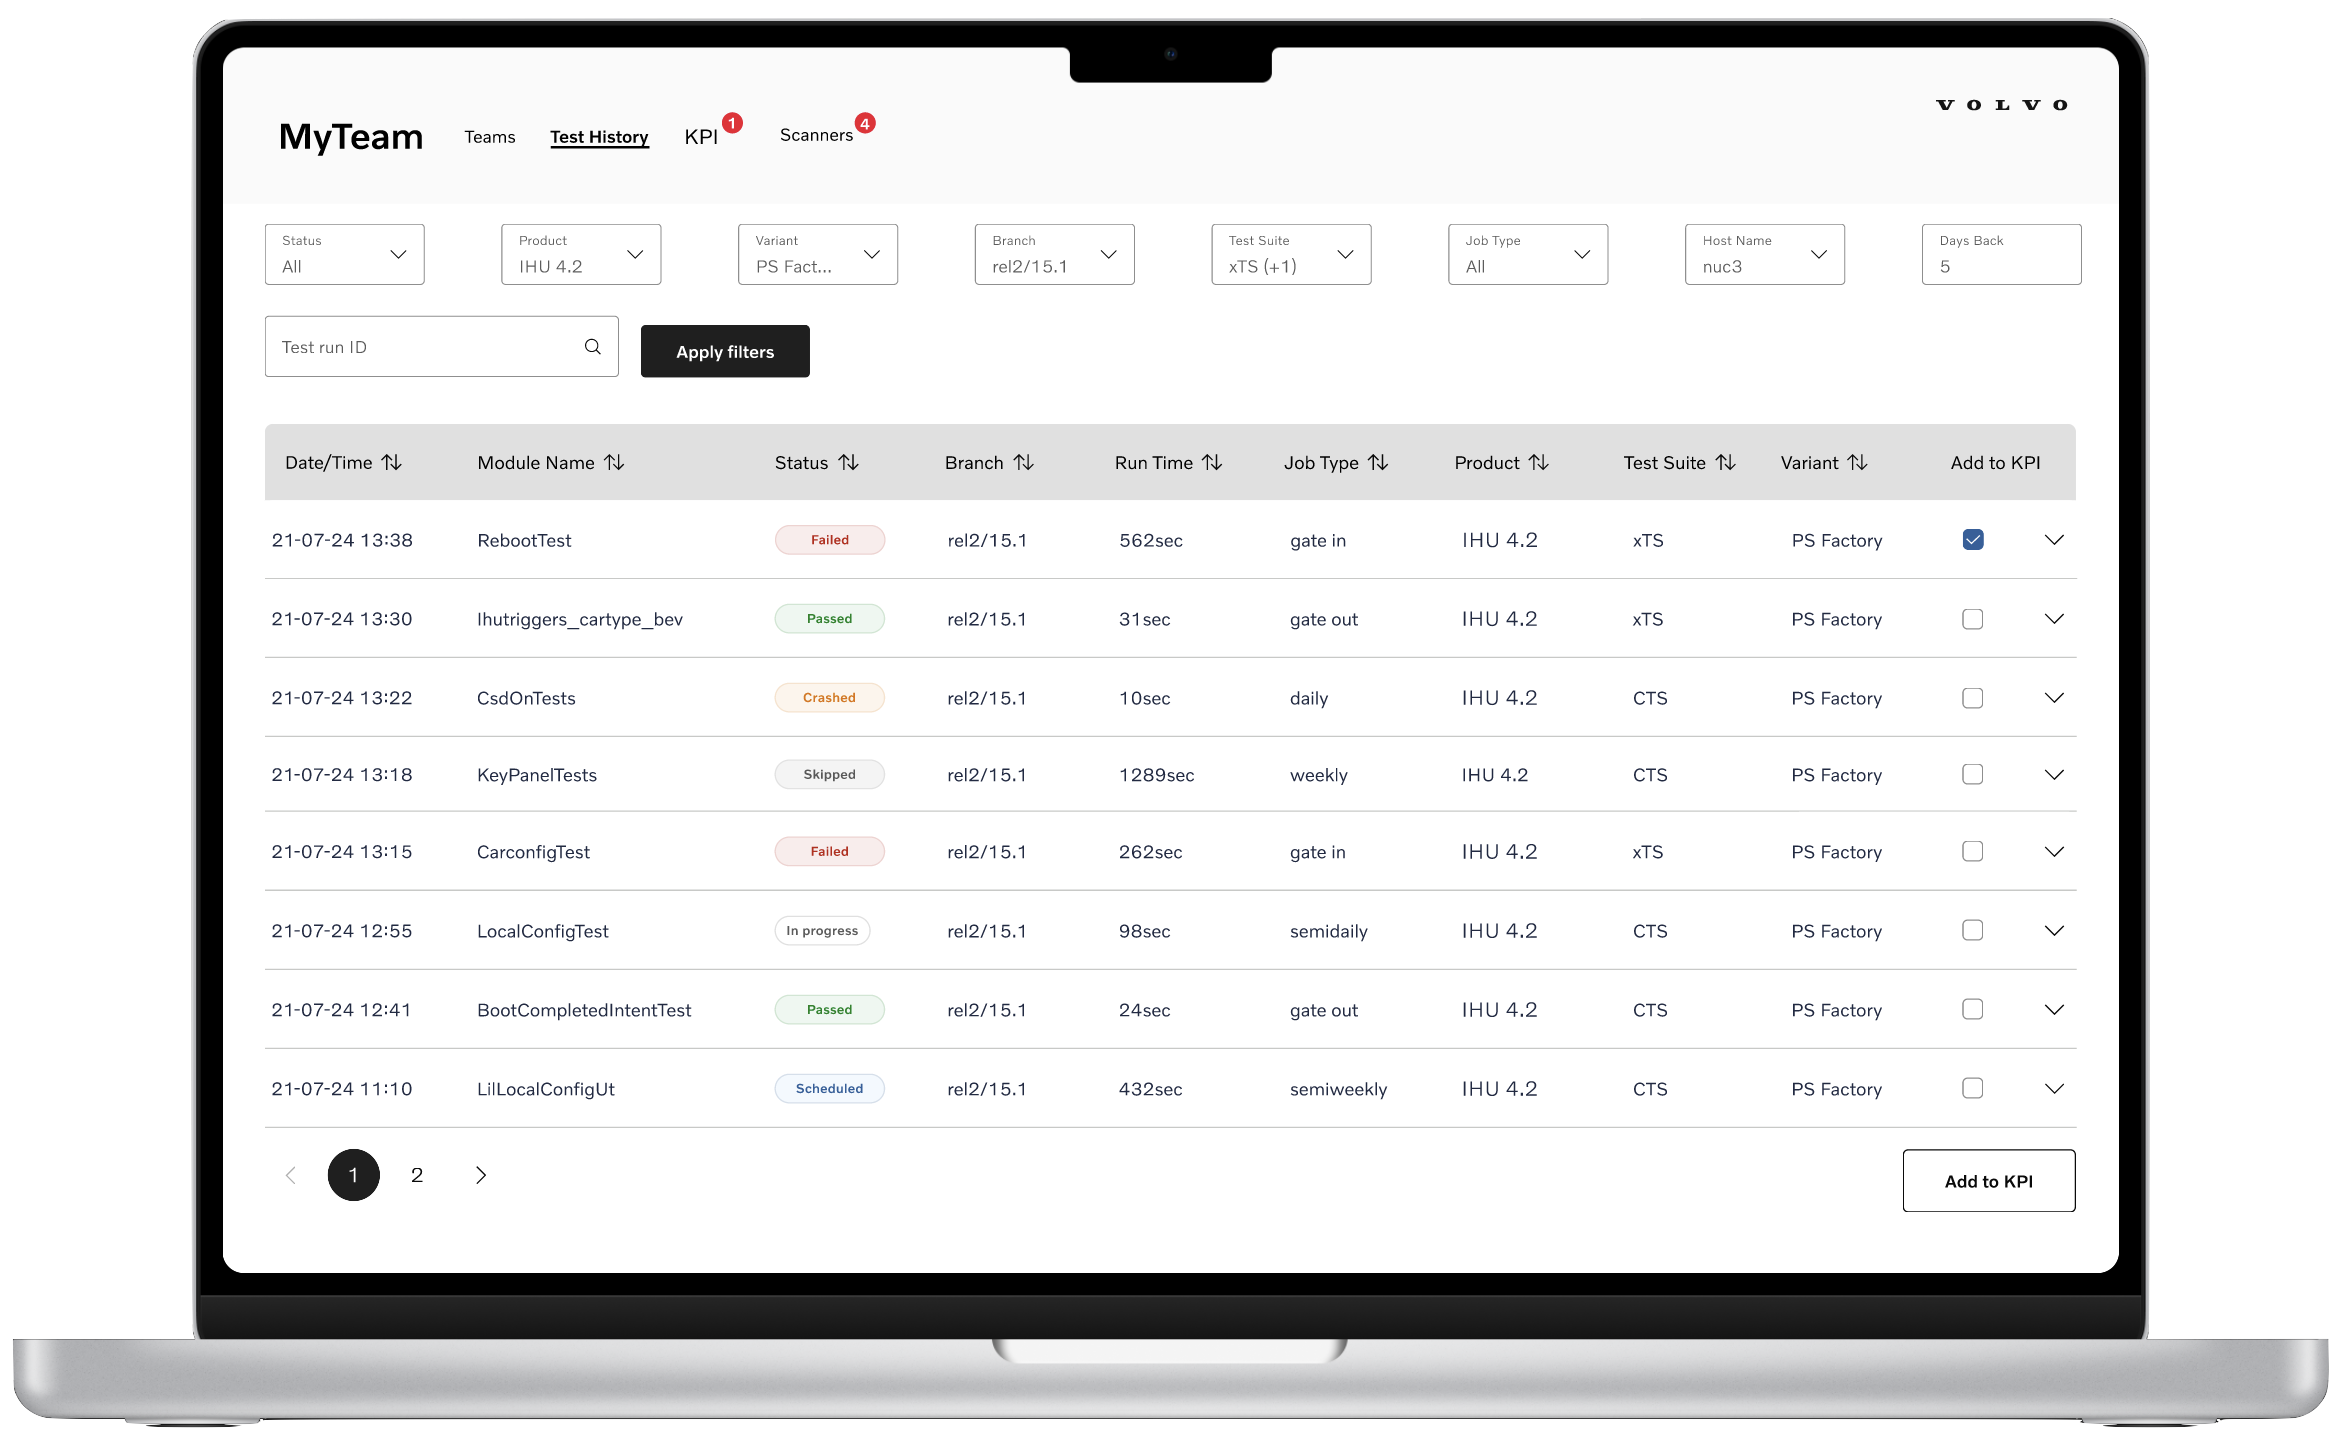 VOLVO
MyTeam Teams Test History KPI 1 Scanners 4
Status Product Variant Branch Test Suite Job Type Host Name Days Back
All IHU 4.2 PS Fact... rel2/15.1 xTS (+1) All nuc3 5
Test run ID Apply filters
Date/Time Module Name Status Branch Run Time Job Type Product Test Suite Variant Add to KPI
21-07-24 13:38 RebootTest Failed rel2/15.1 562sec gate in IHU 4.2 xTS PS Factory
21-07-24 13:30 Ihutriggers_cartype_bev Passed rel2/15.1 31sec gate out IHU 4.2 xTS PS Factory
21-07-24 13:22 CsdOnTests Crashed rel2/15.1 10sec daily IHU 4.2 CTS PS Factory
21-07-24 13:18 KeyPanelTests Skipped rel2/15.1 1289sec weekly IHU 4.2 CTS PS Factory
21-07-24 13:15 CarconfigTest Failed rel2/15.1 262sec gate in IHU 4.2 xTS PS Factory
21-07-24 12:55 LocalConfigTest In progress rel2/15.1 98sec semidaily IHU 4.2 CTS PS Factory
21-07-24 12:41 BootCompletedIntentTest Passed rel2/15.1 24sec gate out IHU 4.2 CTS PS Factory
21-07-24 11:10 LilLocalConfigUt Scheduled rel2/15.1 432sec semiweekly IHU 4.2 CTS PS Factory
1 2 Add to KPI